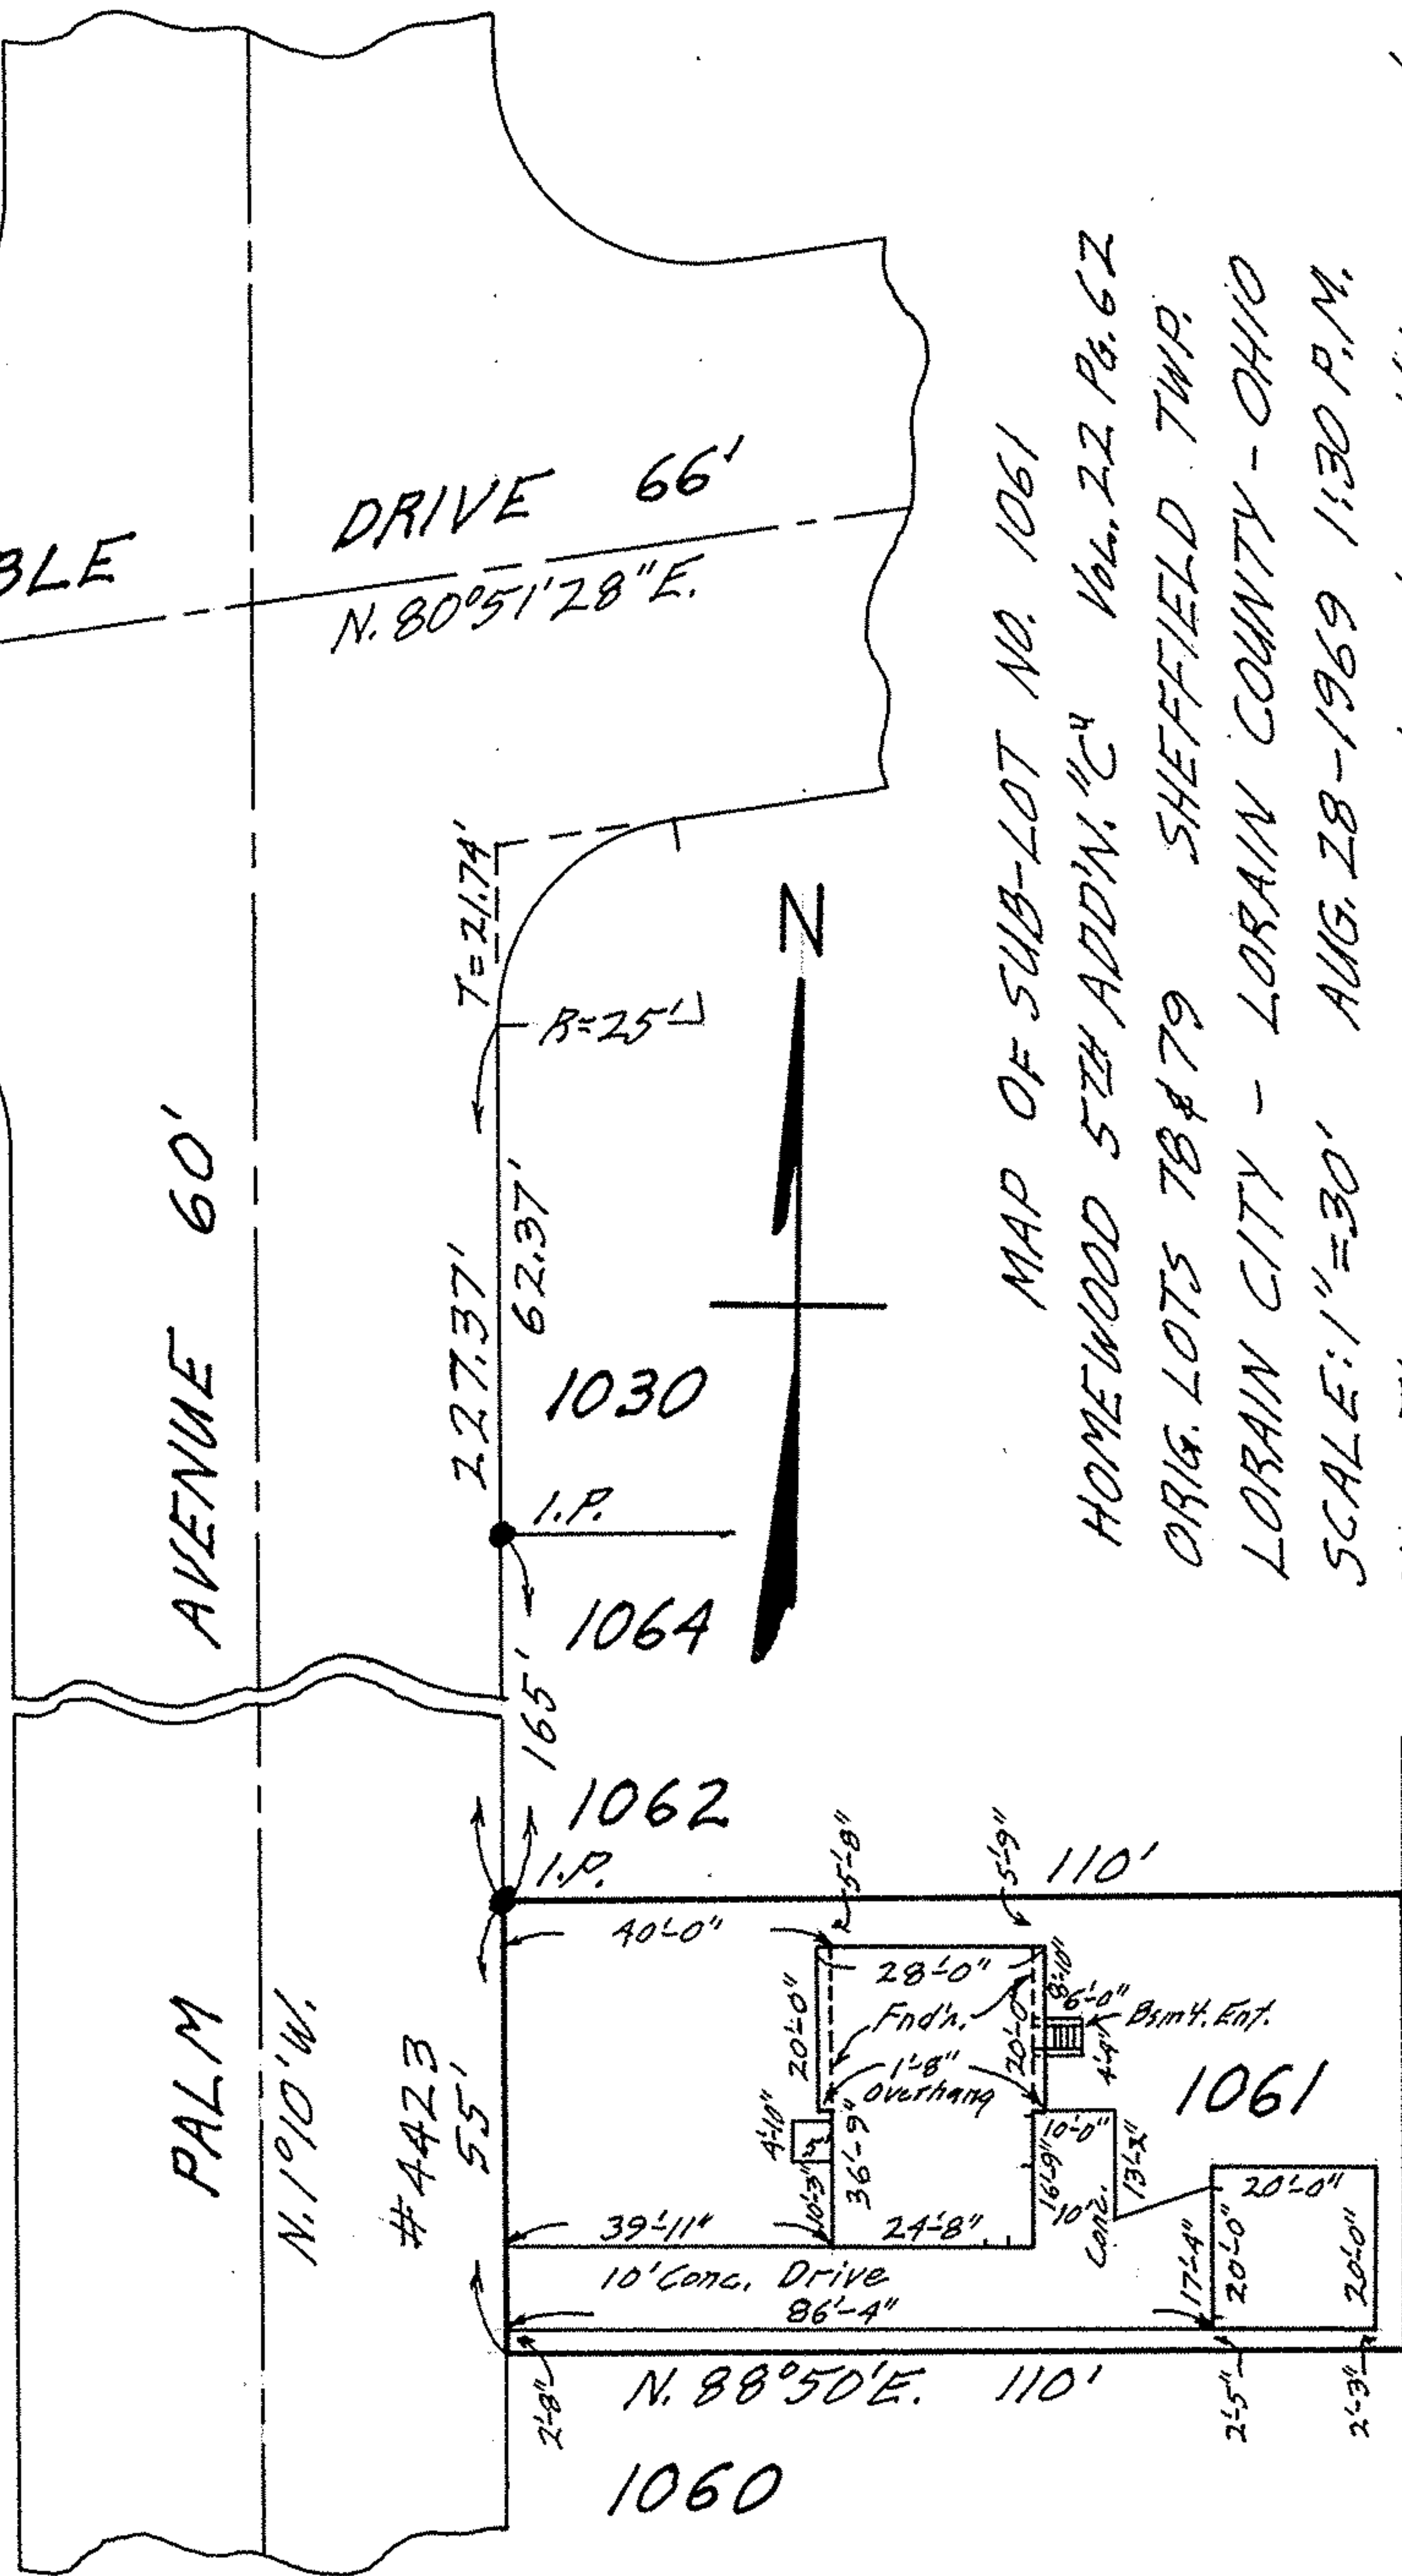 BLE
DRIVE 66'
N. 80°51'28"E.
AVENUE 60'
T=21.74'
R=25'
227.37'
62.37'
1030
I.P.
1064
165'
1062
I.P.
PALM
N.1°10'W.
#4423
55'
110'
40'-0"
5'-8"
5'-9"
28'-0"
20'-0"
Fnd'n.
20'-0"
8'-10"
6'-0"
Bsm't. Ent.
4'-4"
1'-8"
Overhang
1061
4'-10"
10'-3"
36'-9"
16'-9"
10'-0"
10'
Conc.
13'-2"
39'-11"
24'-8"
10' Conc. Drive
86'-4"
17'-4"
20'-0"
20'-0"
20'-0"
2'-8"
N. 88°50'E. 110'
2'-5"
2'-3"
1060
N
MAP OF SUB-LOT NO. 1061
HOMEWOOD 5TH ADD'N. "C" VOL. 22 PG. 62
ORIG. LOTS 78 & 79 SHEFFIELD TWP.
LORAIN CITY - LORAIN COUNTY - OHIO
SCALE: 1"=30' AUG. 28-1969 1:30 P.M.